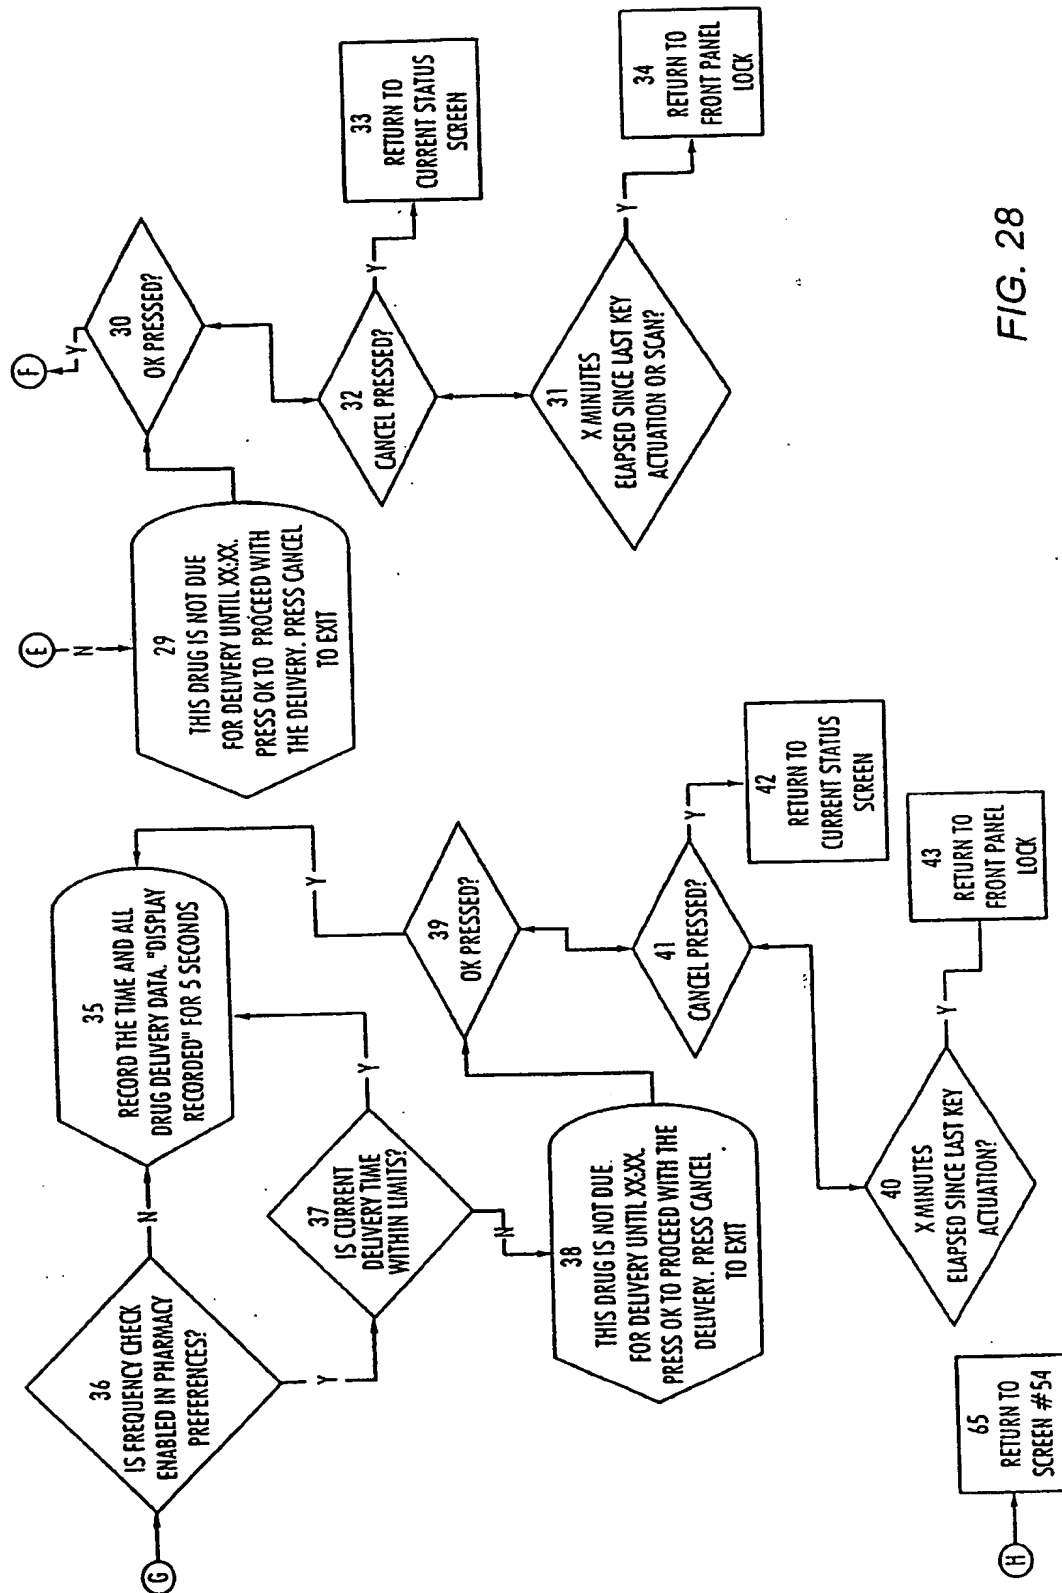 G
36
IS FREQUENCY CHECK
ENABLED IN PHARMACY
PREFERENCES?
N
Y
35
RECORD THE TIME AND ALL
DRUG DELIVERY DATA. "DISPLAY
RECORDED" FOR 5 SECONDS
37
IS CURRENT
DELIVERY TIME
WITHIN LIMITS?
Y
N
38
THIS DRUG IS NOT DUE
FOR DELIVERY UNTIL XX:XX.
PRESS OK TO PROCEED WITH THE
DELIVERY. PRESS CANCEL
TO EXIT
Y
39
OK PRESSED?
41
CANCEL PRESSED?
Y
42
RETURN TO
CURRENT STATUS
SCREEN
40
X MINUTES
ELAPSED SINCE LAST KEY
ACTUATION?
Y
43
RETURN TO
FRONT PANEL
LOCK
H
65
RETURN TO
SCREEN #54
E
N
29
THIS DRUG IS NOT DUE
FOR DELIVERY UNTIL XX:XX.
PRESS OK TO PROCEED WITH
THE DELIVERY. PRESS CANCEL
TO EXIT
F
Y
30
OK PRESSED?
32
CANCEL PRESSED?
Y
33
RETURN TO
CURRENT STATUS
SCREEN
31
X MINUTES
ELAPSED SINCE LAST KEY
ACTUATION OR SCAN?
Y
34
RETURN TO
FRONT PANEL
LOCK
FIG. 28